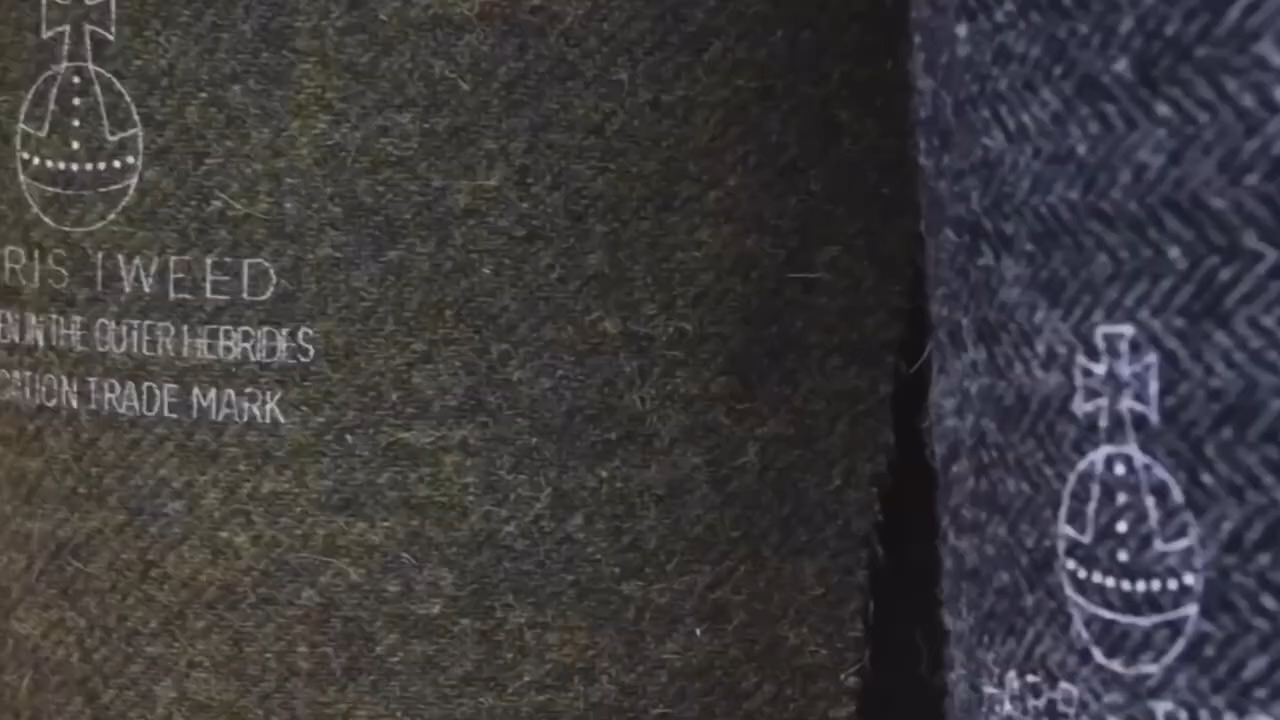 RIS TWEED
EN IN THE OUTER HEBRIDES
CATION TRADE MARK